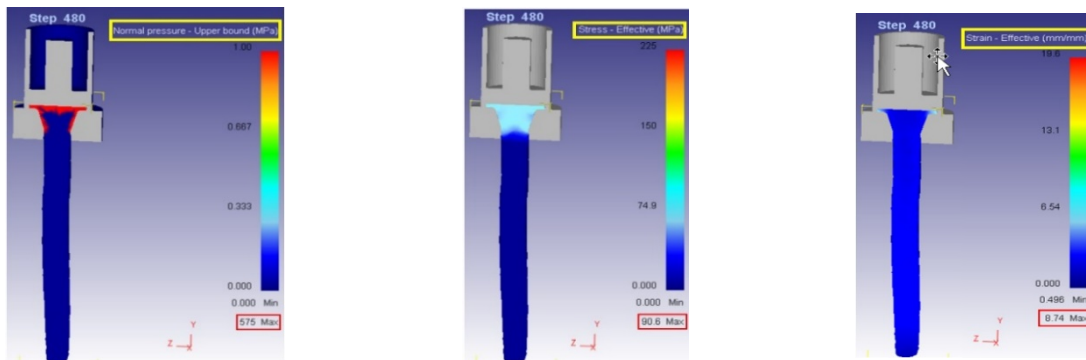 Step 480
Normal pressure - Upper bound (MPa)
1.00
0.667
0.333
0.000
0.000 Min
575 Max
Y
Z
X
Step 480
Stress - Effective (MPa)
225
150
74.9
0.000
0.000 Min
90.6 Max
Y
Z
X
Step 480
Strain - Effective (mm/mm)
19.6
13.1
6.54
0.000
0.496 Min
8.74 Max
Y
Z
X